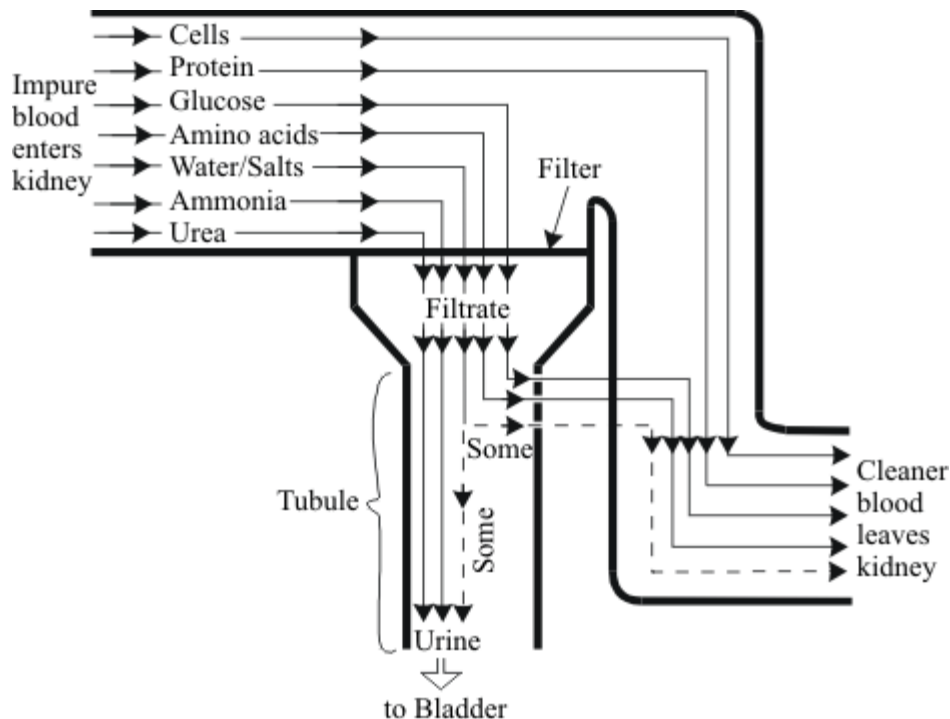 Cells
Protein
Glucose
Amino acids
Water/Salts
Ammonia
Urea
Impure
blood
enters
kidney
Filter
Filtrate
Some
Some
Tubule
Cleaner
blood
leaves
kidney
Urine
to Bladder